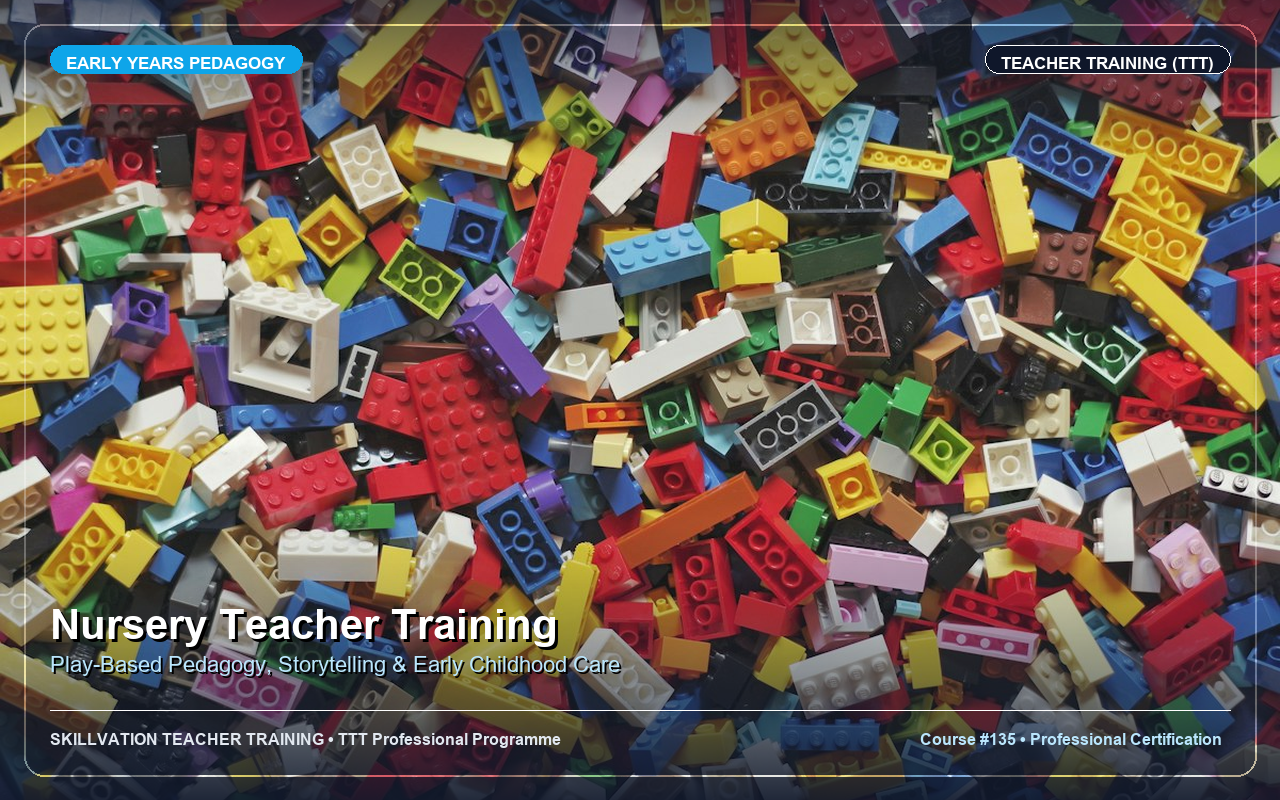 EARLY YEARS PEDAGOGY
TEACHER TRAINING (TTT)
Nursery Teacher Training
Play-Based Pedagogy, Storytelling & Early Childhood Care
SKILLVATION TEACHER TRAINING • TTT Professional Programme
Course #135 • Professional Certification